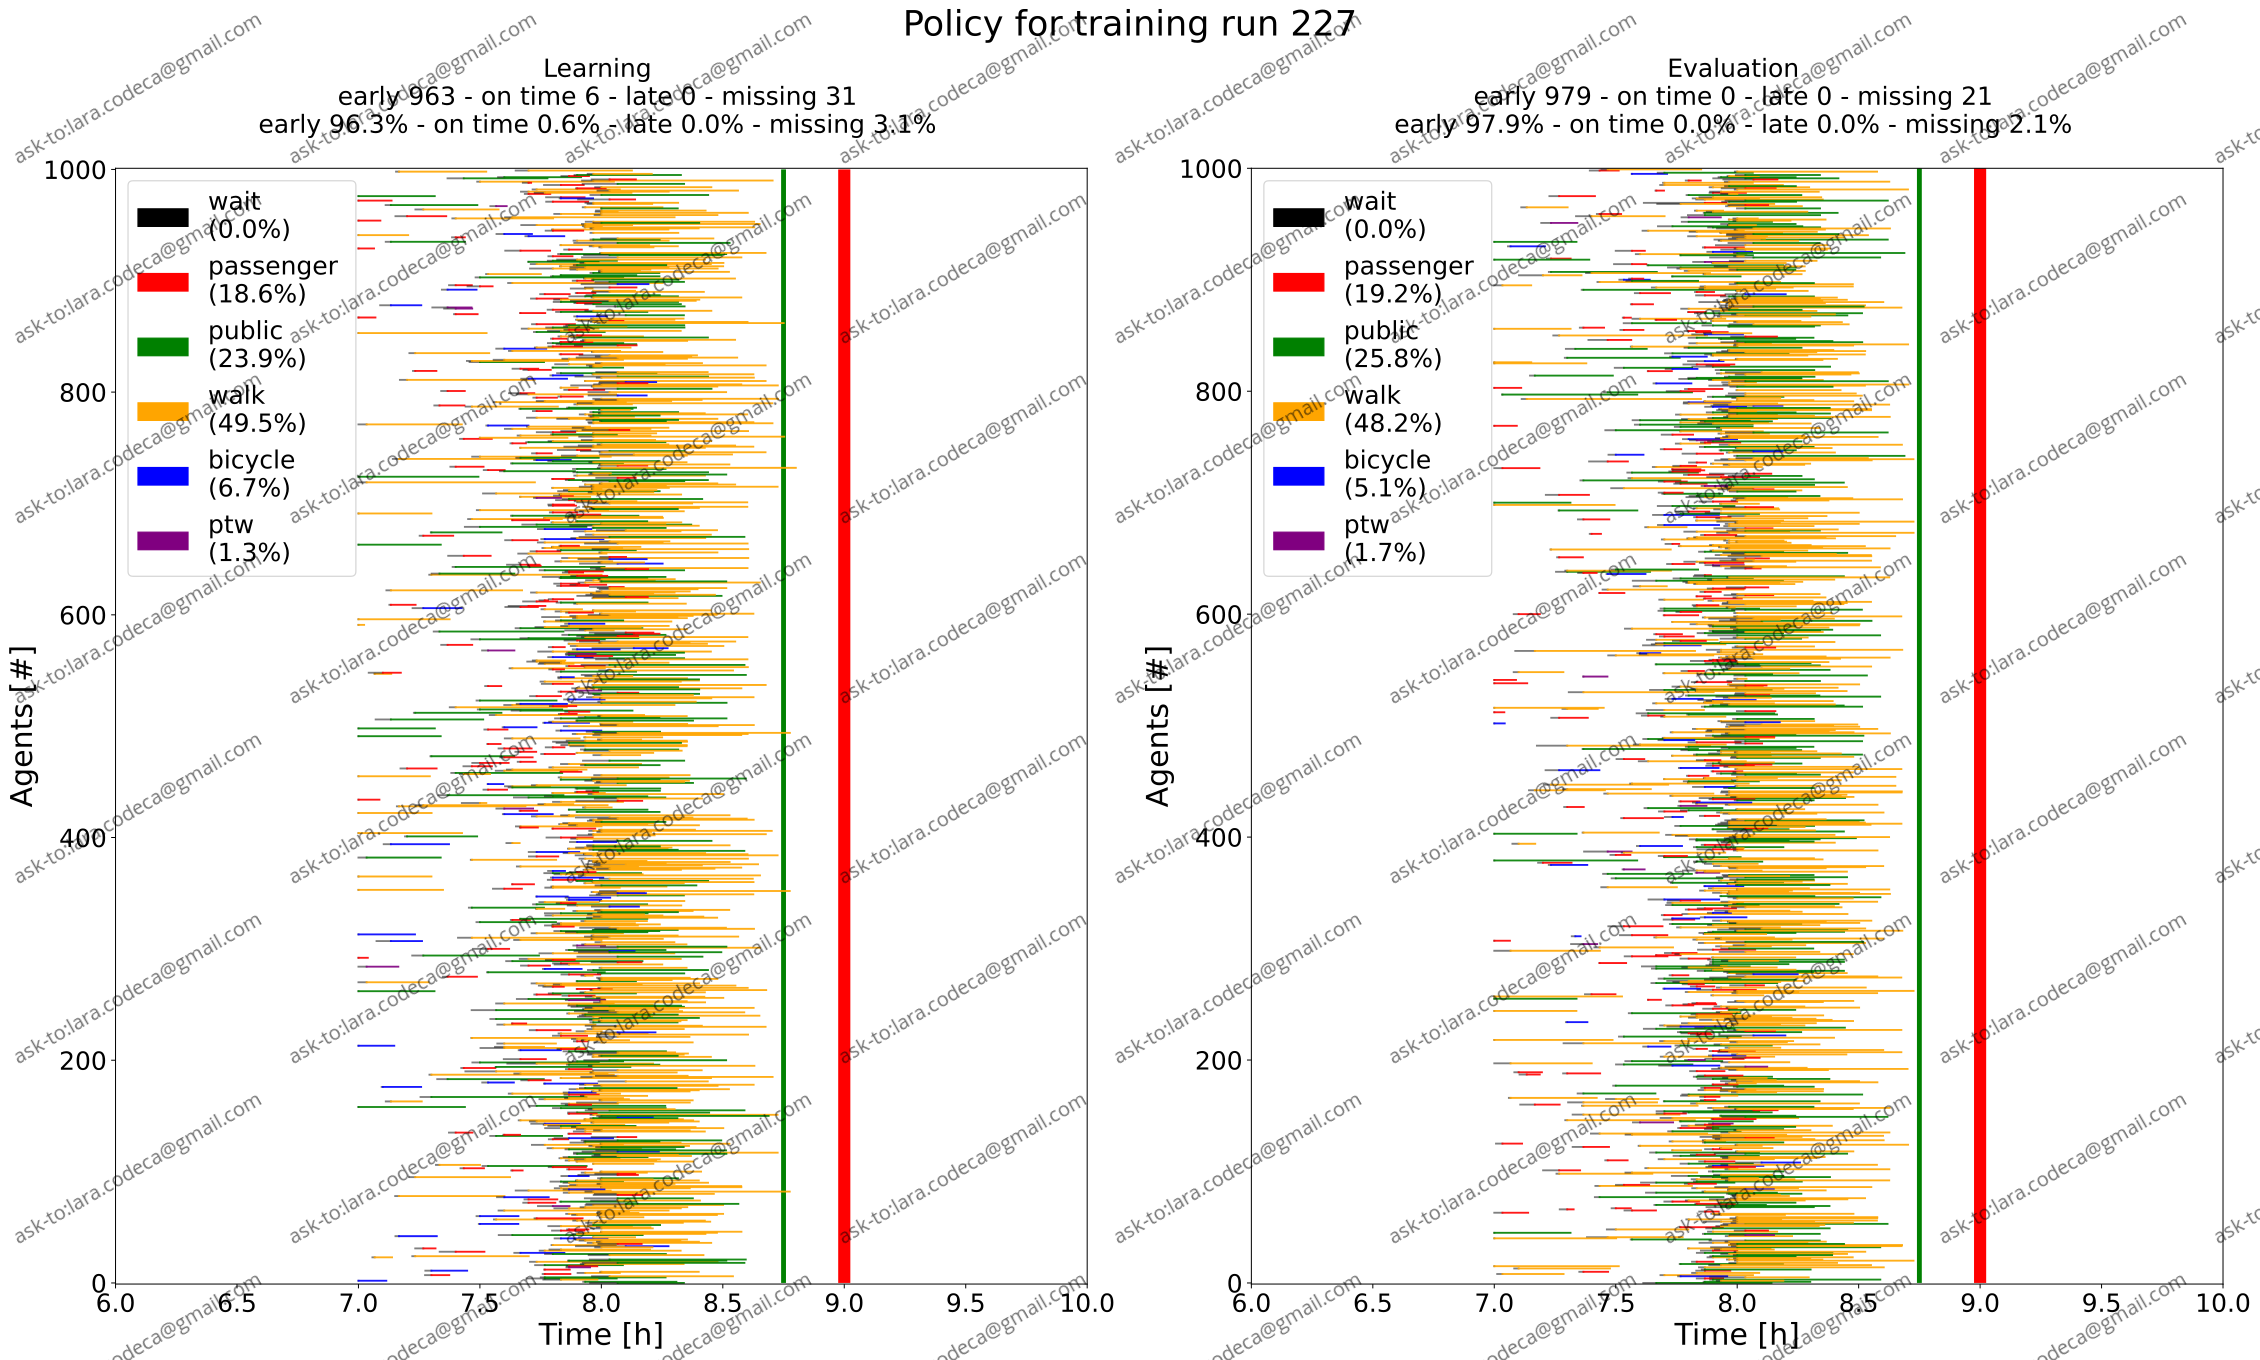 Policy for training run 227
Learning
early 963 - on time 6 - late 0 - missing 31
early 96.3% - on time 0.6% - late 0.0% - missing 3.1%
1000
800
600
400
200
0
Agents [#]
wait
(0.0%)
passenger
(18.6%)
public
(23.9%)
walk
(49.5%)
bicycle
(6.7%)
ptw
(1.3%)
6.0 6.5 7.0 7.5 8.0 8.5 9.0 9.5 10.0
Time [h]
Evaluation
early 979 - on time 0 - late 0 - missing 21
early 97.9% - on time 0.0% - late 0.0% - missing 2.1%
1000
800
600
400
200
0
Agents [#]
wait
(0.0%)
passenger
(19.2%)
public
(25.8%)
walk
(48.2%)
bicycle
(5.1%)
ptw
(1.7%)
6.0 6.5 7.0 7.5 8.0 8.5 9.0 9.5 10.0
Time [h]
ask-to:lara.codeca@gmail.com